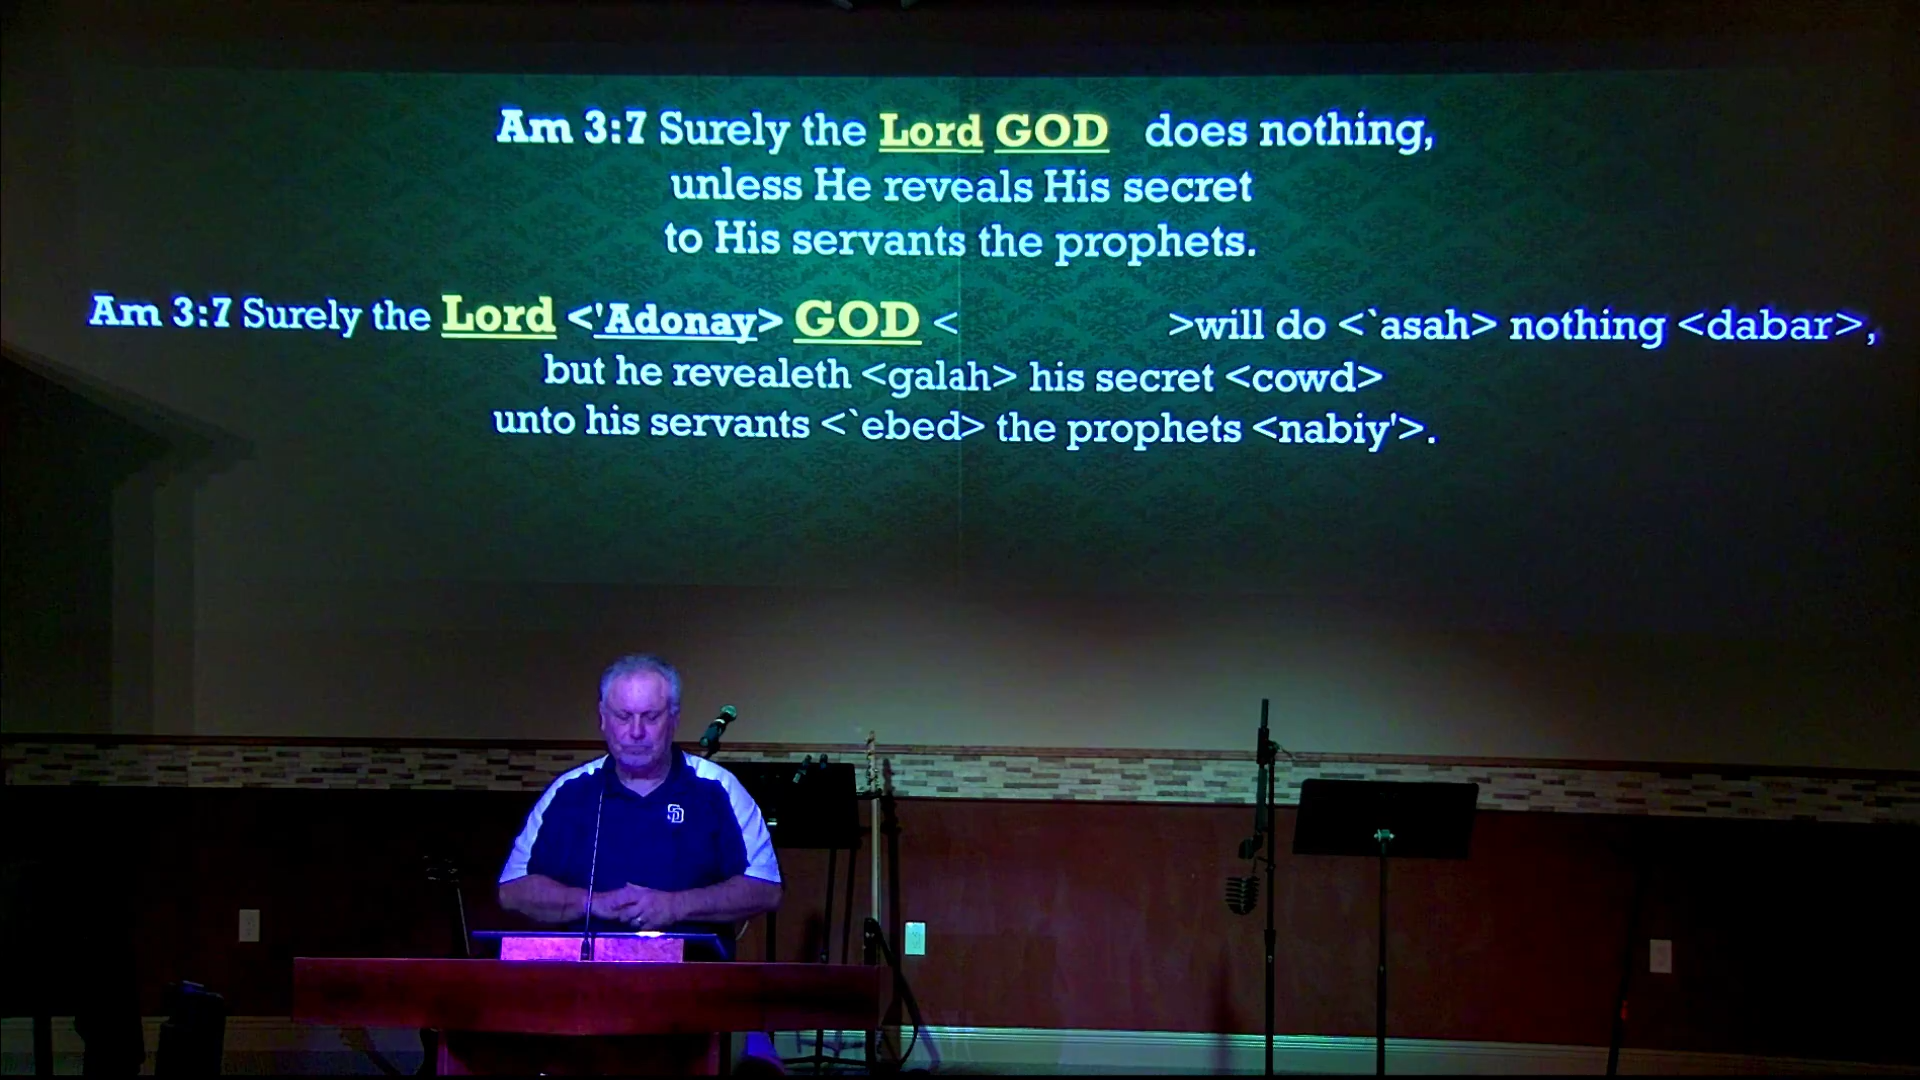 Am 3:7 Surely the Lord GOD does nothing,
unless He reveals His secret
to His servants the prophets.
Am 3:7 Surely the Lord <'Adonay> GOD < >will do <`asah> nothing <dabar>,
but he revealeth <galah> his secret <cowd>
unto his servants <`ebed> the prophets <nabiy'>.
SD